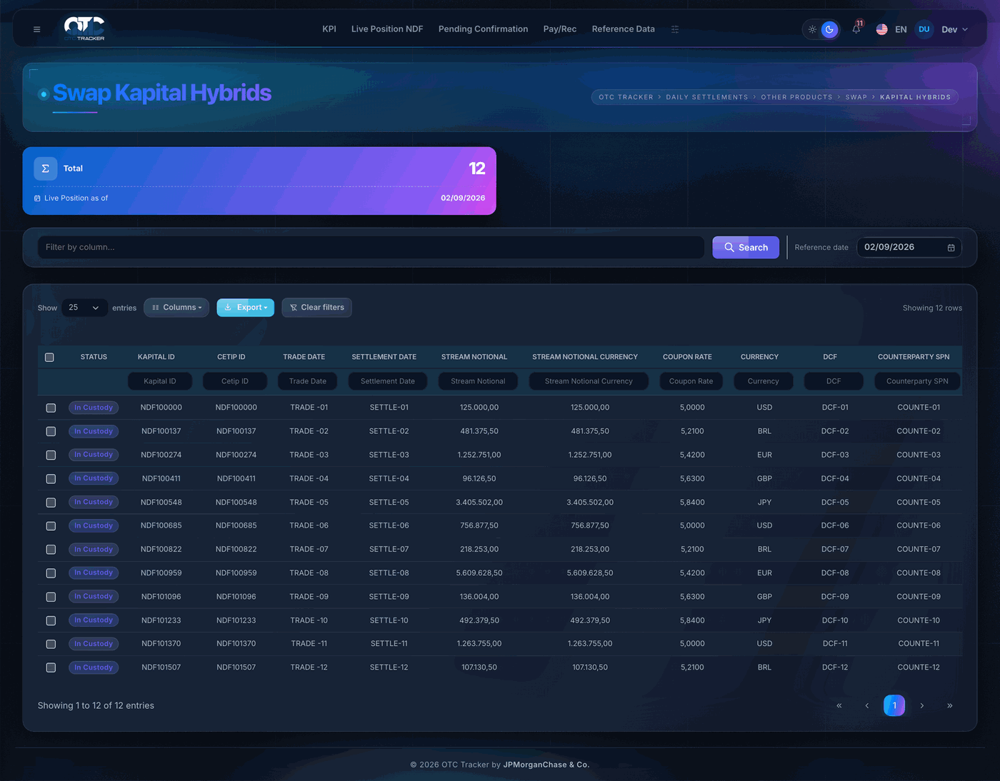 OTC TRACKER
KPI Live Position NDF Pending Confirmation Pay/Rec Reference Data 11 EN DU Dev
Swap Kapital Hybrids
OTC TRACKER > DAILY SETTLEMENTS > OTHER PRODUCTS > SWAP > KAPITAL HYBRIDS
Σ Total 12
Live Position as of 02/09/2026
Filter by column... Search Reference date 02/09/2026
Show 25 entries Columns Export Clear filters Showing 12 rows
STATUS KAPITAL ID CETIP ID TRADE DATE SETTLEMENT DATE STREAM NOTIONAL STREAM NOTIONAL CURRENCY COUPON RATE CURRENCY DCF COUNTERPARTY SPN
Kapital ID Cetip ID Trade Date Settlement Date Stream Notional Stream Notional Currency Coupon Rate Currency DCF Counterparty SPN
In Custody NDF100000 NDF100000 TRADE -01 SETTLE-01 125.000,00 125.000,00 5,0000 USD DCF-01 COUNTE-01
In Custody NDF100137 NDF100137 TRADE -02 SETTLE-02 481.375,50 481.375,50 5,2100 BRL DCF-02 COUNTE-02
In Custody NDF100274 NDF100274 TRADE -03 SETTLE-03 1.252.751,00 1.252.751,00 5,4200 EUR DCF-03 COUNTE-03
In Custody NDF100411 NDF100411 TRADE -04 SETTLE-04 96.126,50 96.126,50 5,6300 GBP DCF-04 COUNTE-04
In Custody NDF100548 NDF100548 TRADE -05 SETTLE-05 3.405.502,00 3.405.502,00 5,8400 JPY DCF-05 COUNTE-05
In Custody NDF100685 NDF100685 TRADE -06 SETTLE-06 756.877,50 756.877,50 5,0000 USD DCF-06 COUNTE-06
In Custody NDF100822 NDF100822 TRADE -07 SETTLE-07 218.253,00 218.253,00 5,2100 BRL DCF-07 COUNTE-07
In Custody NDF100959 NDF100959 TRADE -08 SETTLE-08 5.609.628,50 5.609.628,50 5,4200 EUR DCF-08 COUNTE-08
In Custody NDF101096 NDF101096 TRADE -09 SETTLE-09 136.004,00 136.004,00 5,6300 GBP DCF-09 COUNTE-09
In Custody NDF101233 NDF101233 TRADE -10 SETTLE-10 492.379,50 492.379,50 5,8400 JPY DCF-10 COUNTE-10
In Custody NDF101370 NDF101370 TRADE -11 SETTLE-11 1.263.755,00 1.263.755,00 5,0000 USD DCF-11 COUNTE-11
In Custody NDF101507 NDF101507 TRADE -12 SETTLE-12 107.130,50 107.130,50 5,2100 BRL DCF-12 COUNTE-12
Showing 1 to 12 of 12 entries « ‹ 1 › »
© 2026 OTC Tracker by JPMorganChase & Co.